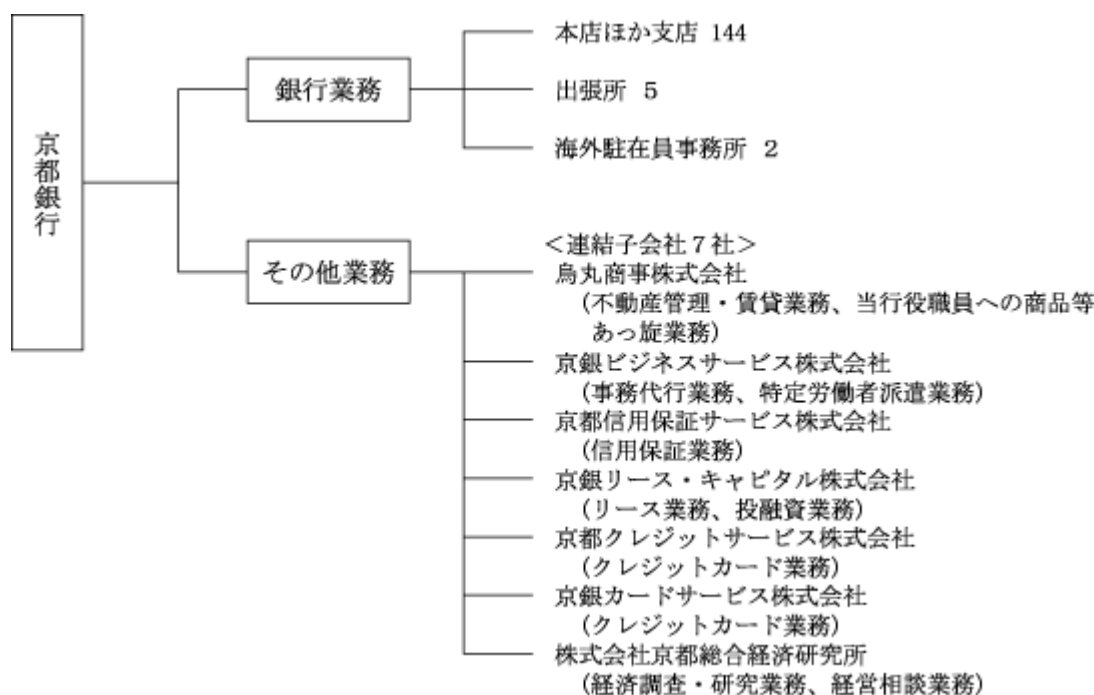 京都銀行
銀行業務
本店ほか支店 144
出張所 5
海外駐在員事務所 2
その他業務
＜連結子会社７社＞
烏丸商事株式会社
(不動産管理・賃貸業務、当行役職員への商品等
あっ旋業務)
京銀ビジネスサービス株式会社
(事務代行業務、特定労働者派遣業務)
京都信用保証サービス株式会社
(信用保証業務)
京銀リース・キャピタル株式会社
(リース業務、投融資業務)
京都クレジットサービス株式会社
(クレジットカード業務)
京銀カードサービス株式会社
(クレジットカード業務)
株式会社京都総合経済研究所
(経済調査・研究業務、経営相談業務)